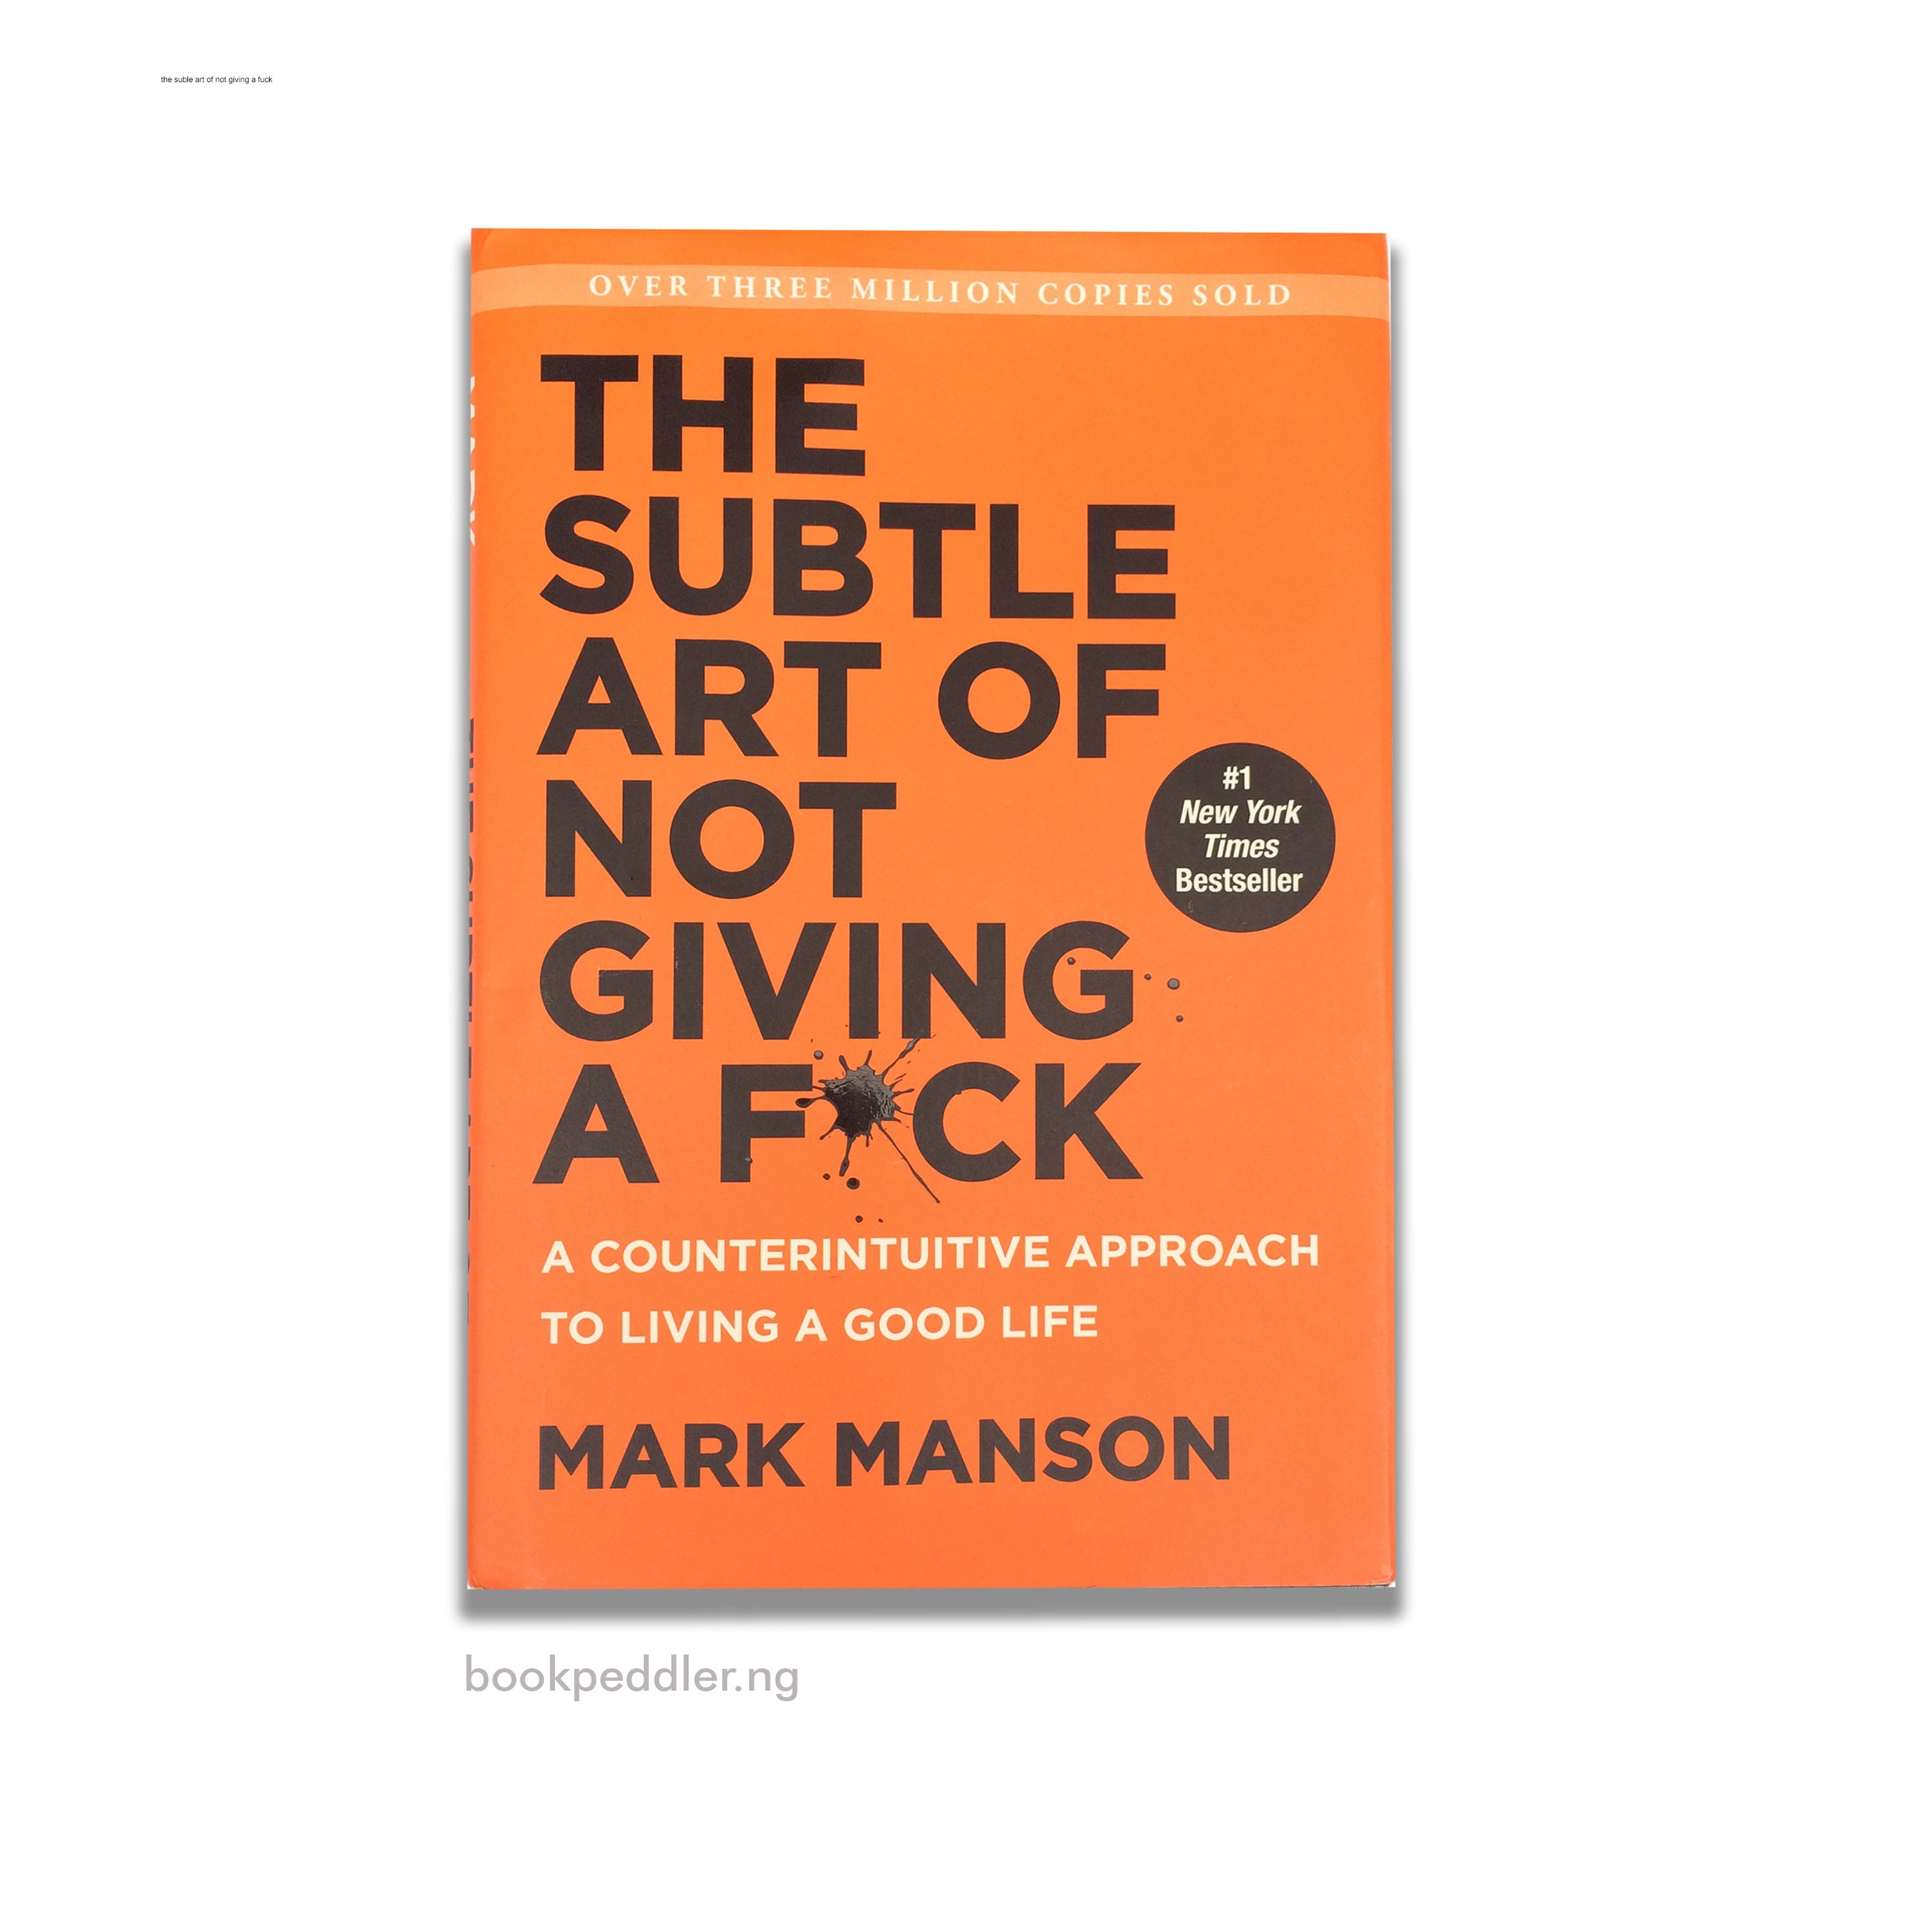 the suble art of not giving a fuck
OVER THREE MILLION COPIES SOLD
THE
SUBTLE
ART OF
NOT
GIVING
A F CK
#1
New York
Times
Bestseller
A COUNTERINTUITIVE APPROACH
TO LIVING A GOOD LIFE
MARK MANSON
bookpeddler.ng